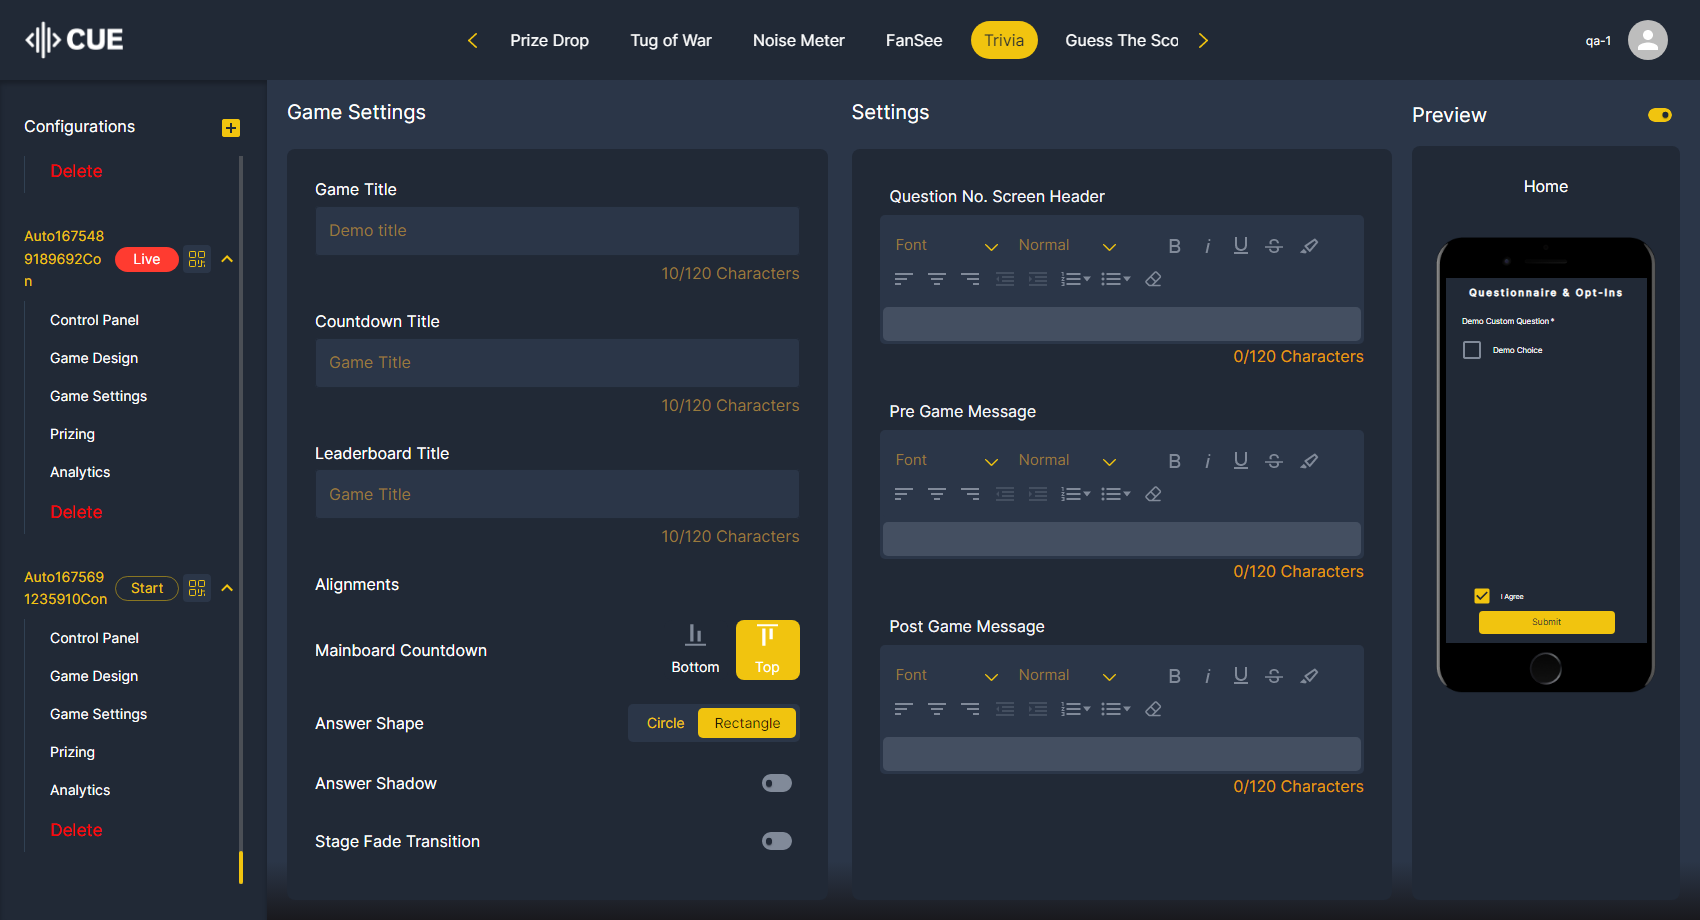 CUE
Prize Drop
Tug of War
Noise Meter
FanSee
Trivia
Guess The Sco
qa-1
Configurations
Delete
Auto167548
9189692Co
n
Live
Control Panel
Game Design
Game Settings
Prizing
Analytics
Delete
Auto167569
1235910Con
Start
Control Panel
Game Design
Game Settings
Prizing
Analytics
Delete
Game Settings
Game Title
Demo title
10/120 Characters
Countdown Title
Game Title
10/120 Characters
Leaderboard Title
Game Title
10/120 Characters
Alignments
Mainboard Countdown
Bottom
Top
Answer Shape
Circle
Rectangle
Answer Shadow
Stage Fade Transition
Settings
Question No. Screen Header
Font
Normal
0/120 Characters
Pre Game Message
Font
Normal
0/120 Characters
Post Game Message
Font
Normal
0/120 Characters
Preview
Home
Questionnaire & Opt-Ins
Demo Custom Question *
Demo Choice
I Agree
Submit